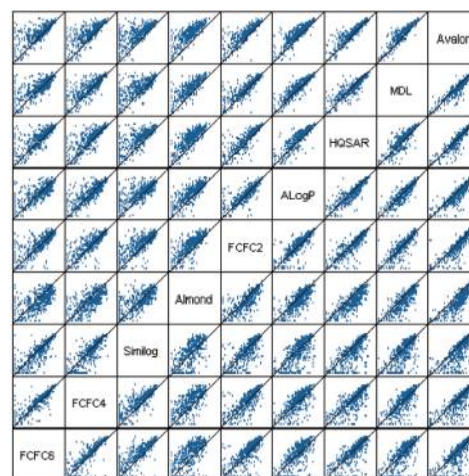 Avalon
MDL
HQSAR
ALogP
FCFC2
Almond
Similog
FCFC4
FCFC6